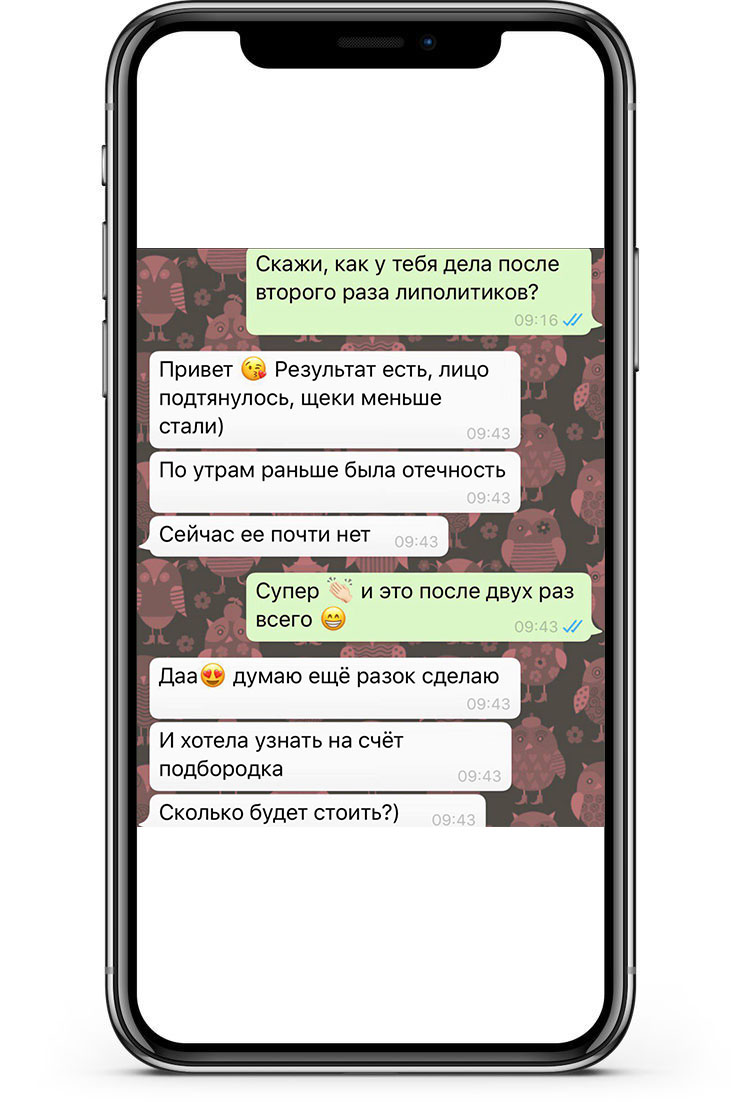 Скажи, как у тебя дела после
второго раза липолитиков?
09:16
Привет 😘 Результат есть, лицо
подтянулось, щеки меньше
стали)
09:43
По утрам раньше была отечность
09:43
Сейчас ее почти нет 09:43
Супер 👏🏻 и это после двух раз
всего 😁 09:43
Даа😍 думаю ещё разок сделаю
09:43
И хотела узнать на счёт
подбородка 09:43
Сколько будет стоить?) 09:43